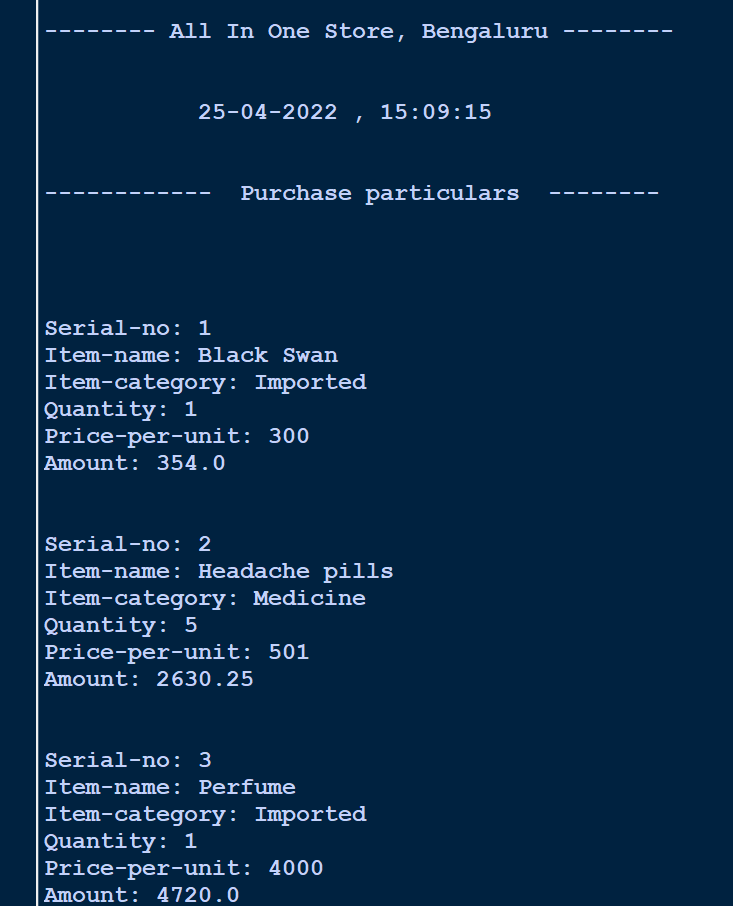 -------- All In One Store, Bengaluru --------
25-04-2022 , 15:09:15
------------ Purchase particulars --------
Serial-no: 1
Item-name: Black Swan
Item-category: Imported
Quantity: 1
Price-per-unit: 300
Amount: 354.0
Serial-no: 2
Item-name: Headache pills
Item-category: Medicine
Quantity: 5
Price-per-unit: 501
Amount: 2630.25
Serial-no: 3
Item-name: Perfume
Item-category: Imported
Quantity: 1
Price-per-unit: 4000
Amount: 4720.0